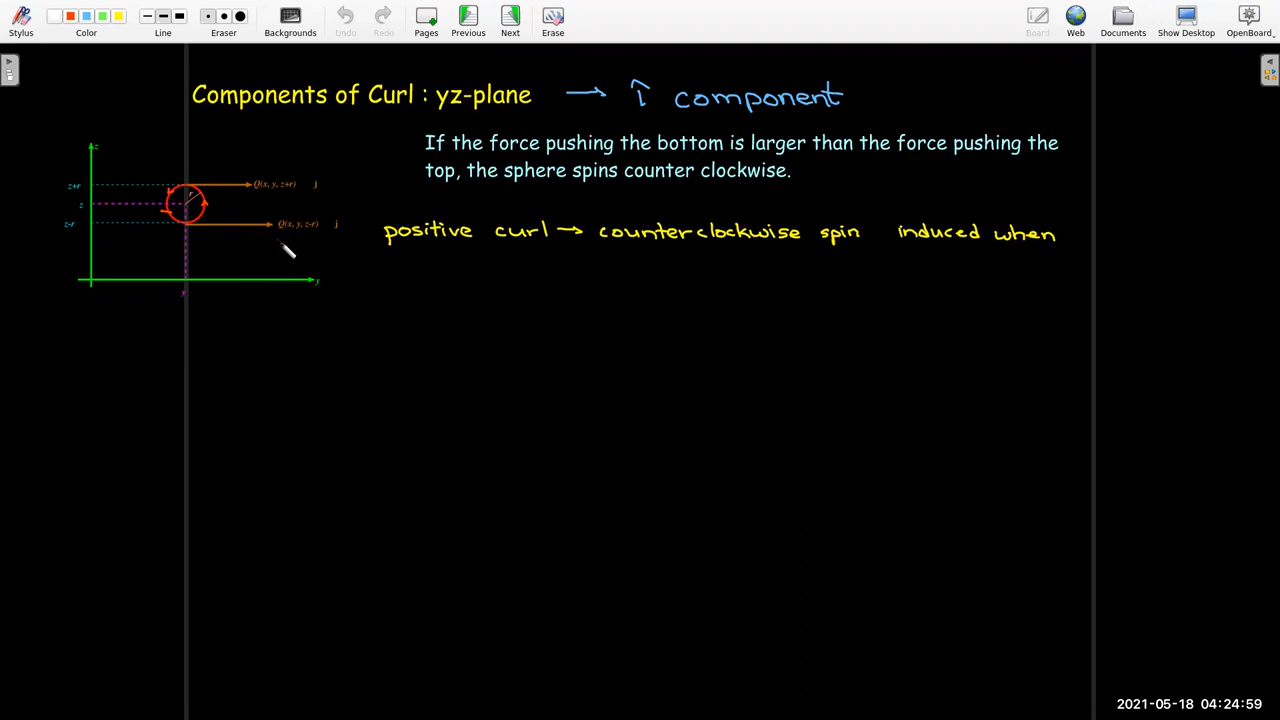 Stylus
Color
Line
Eraser
Backgrounds
Undo
Redo
Pages
Previous
Next
Erase
Board
Web
Documents
Show Desktop
OpenBoard
Components of Curl : yz-plane → î component
If the force pushing the bottom is larger than the force pushing the
top, the sphere spins counter clockwise.
positive curl → counterclockwise spin induced when
z
z+r
z
z-r
r
Q(x, y, z+r) j
Q(x, y, z-r) j
y
y
2021-05-18 04:24:59